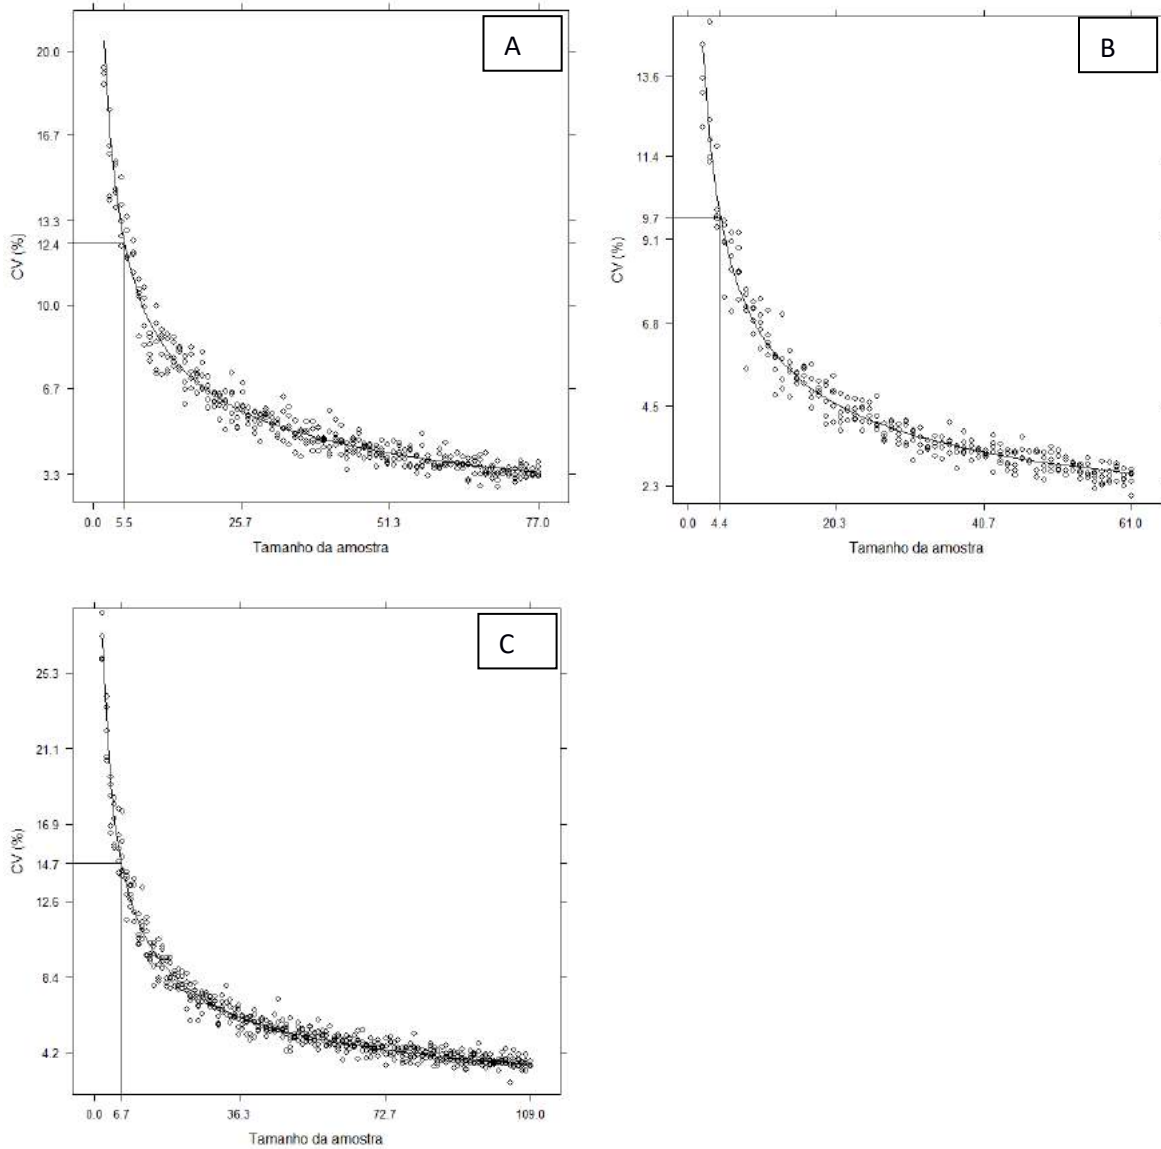 A
20.0
16.7
13.3
12.4
10.0
6.7
3.3
CV (%)
0.0 5.5 25.7 51.3 77.0
Tamanho da amostra
B
13.6
11.4
9.7
9.1
6.8
4.5
2.3
CV (%)
0.0 4.4 20.3 40.7 61.0
Tamanho da amostra
C
25.3
21.1
16.9
14.7
12.6
8.4
4.2
CV (%)
0.0 6.7 36.3 72.7 109.0
Tamanho da amostra